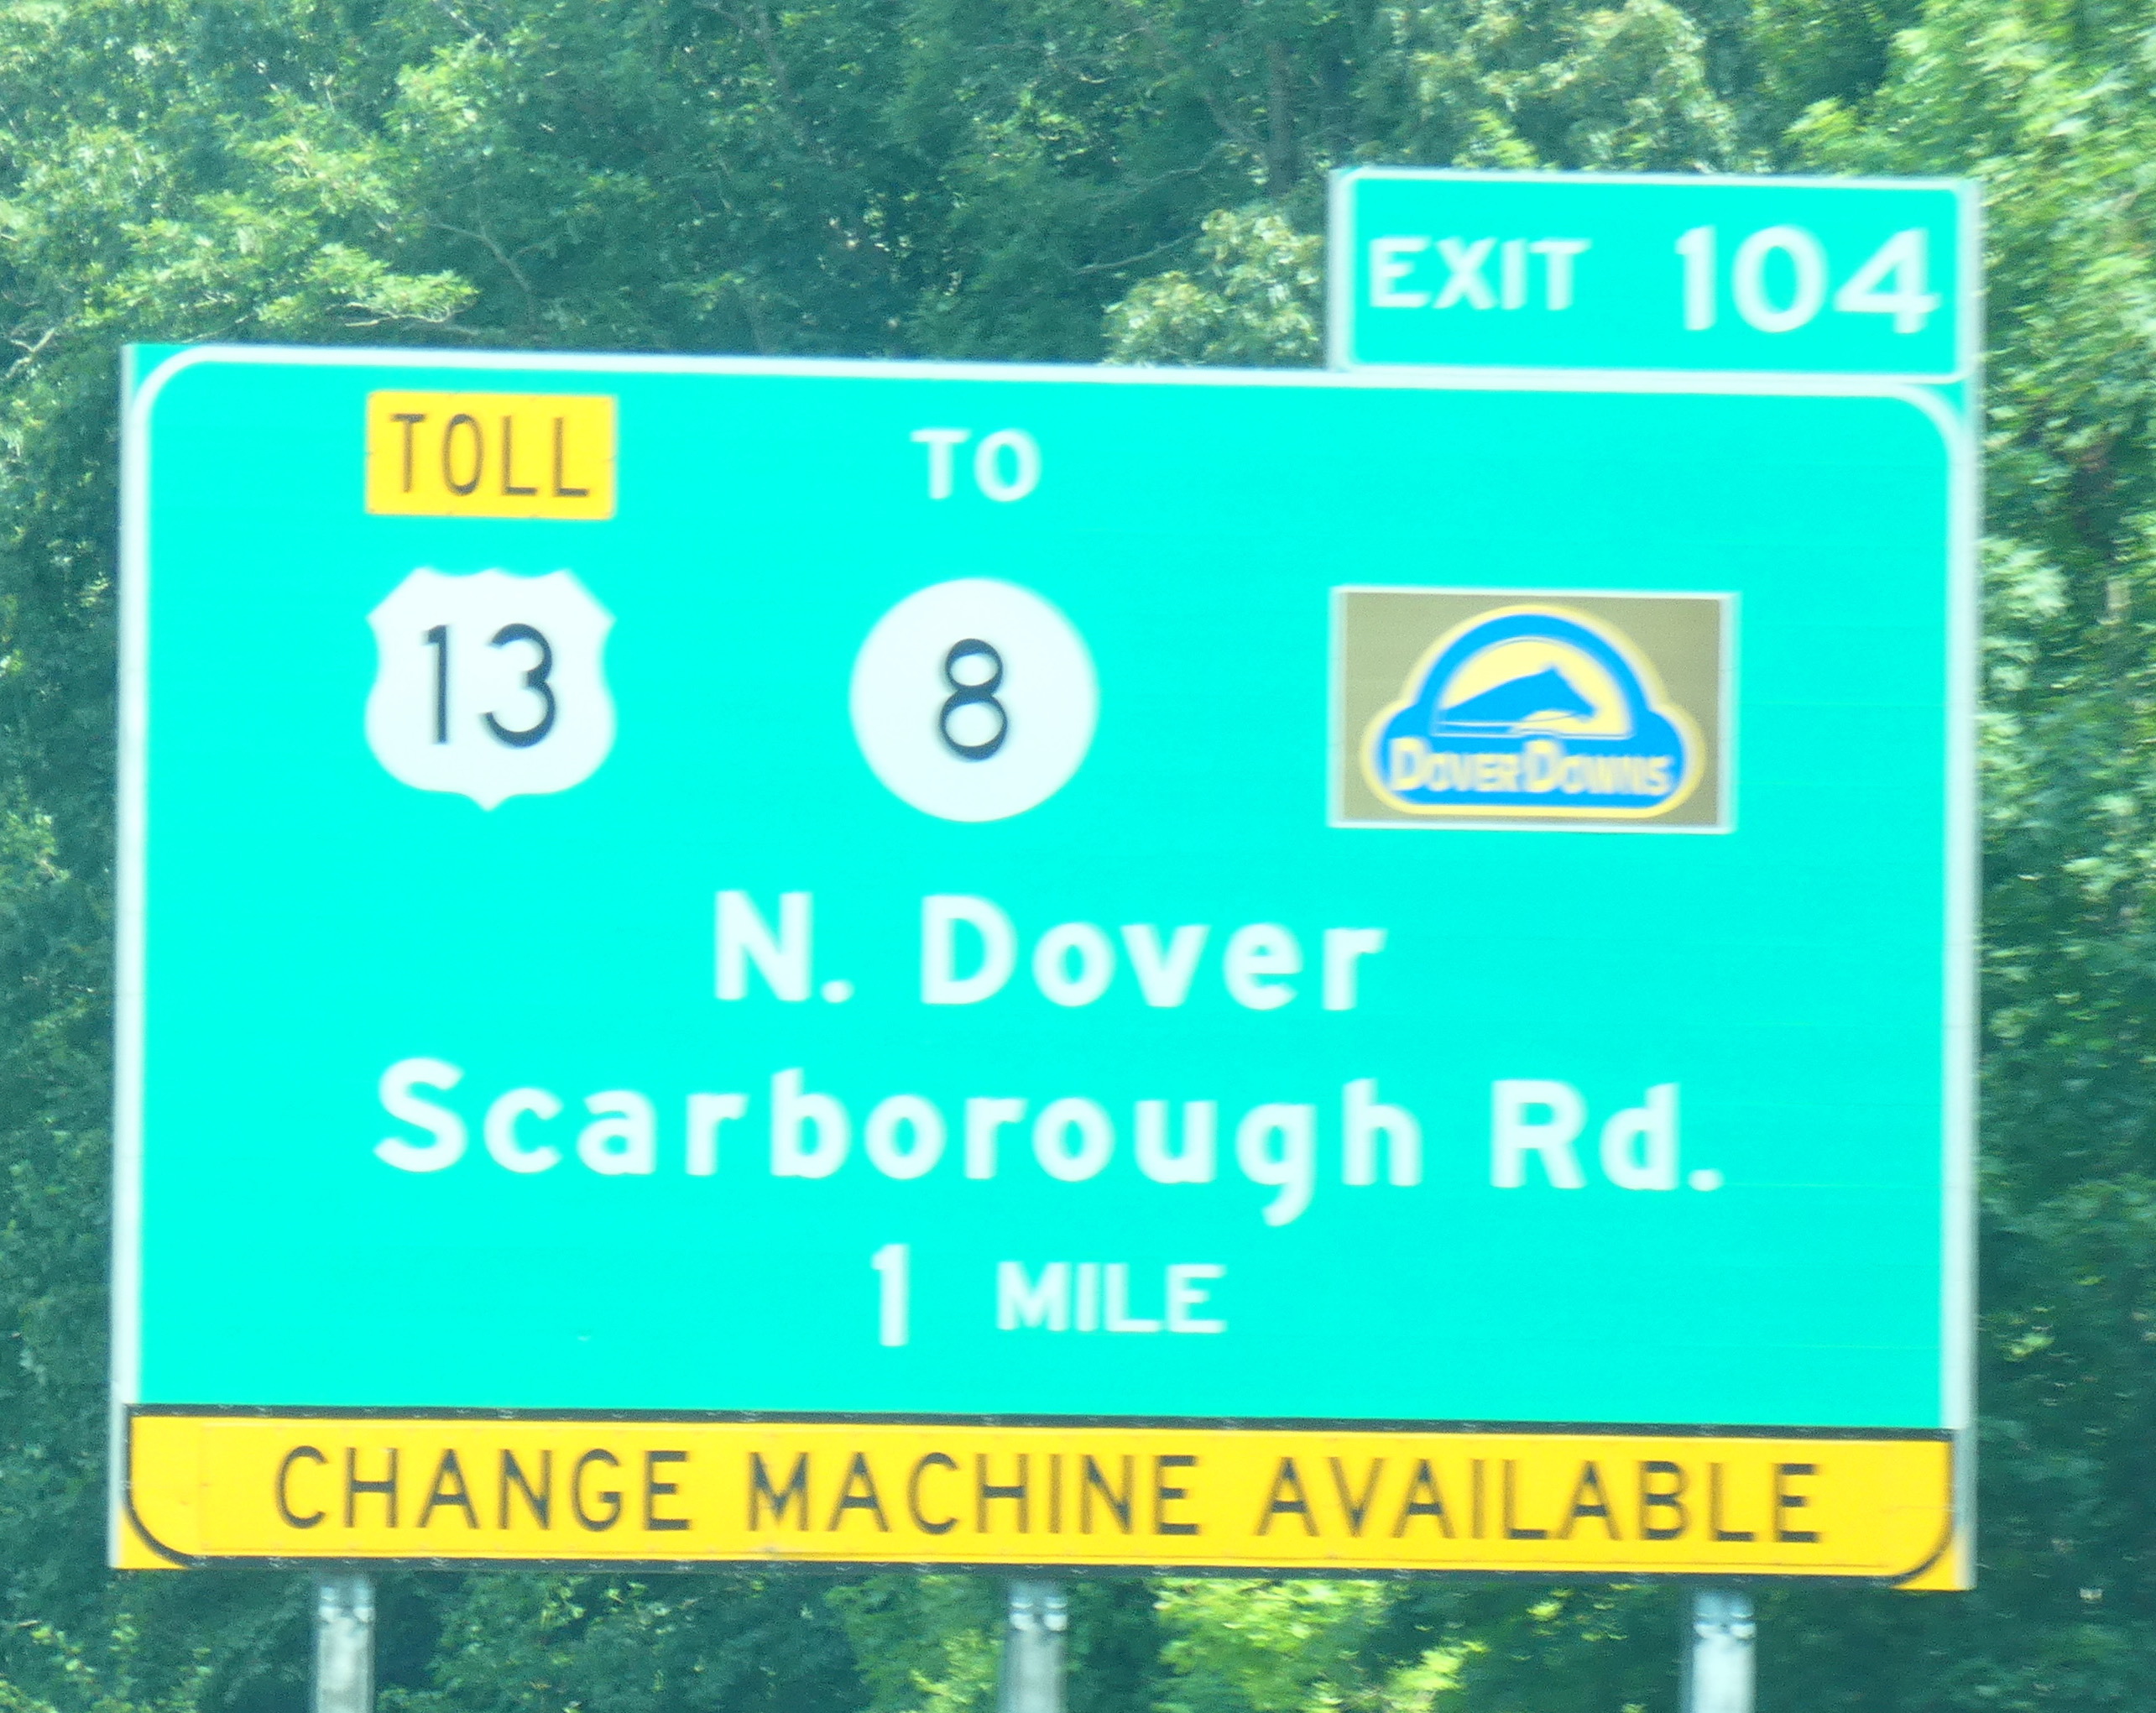 EXIT 104
TOLL TO
13 8
DOVER DOWNS
N. Dover
Scarborough Rd.
1 MILE
CHANGE MACHINE AVAILABLE